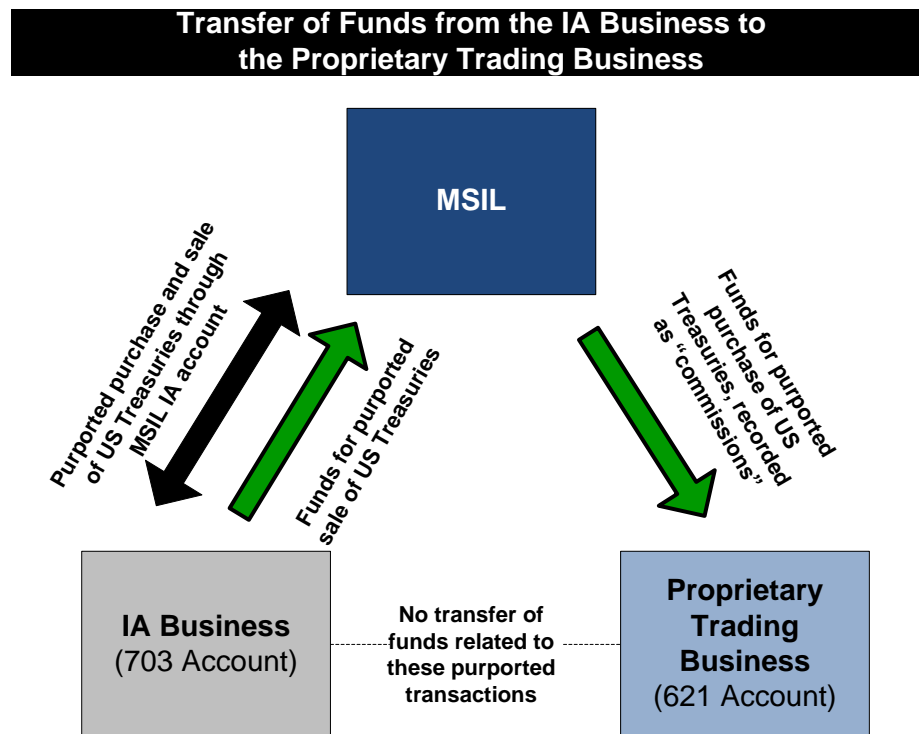 Transfer of Funds from the IA Business to
the Proprietary Trading Business
MSIL
Purported purchase and sale
of US Treasuries through
MSIL IA account
Funds for purported
sale of US Treasuries
Funds for purported
purchase of US
Treasuries, recorded
as “commissions”
IA Business
(703 Account)
No transfer of
funds related to
these purported
transactions
Proprietary
Trading
Business
(621 Account)